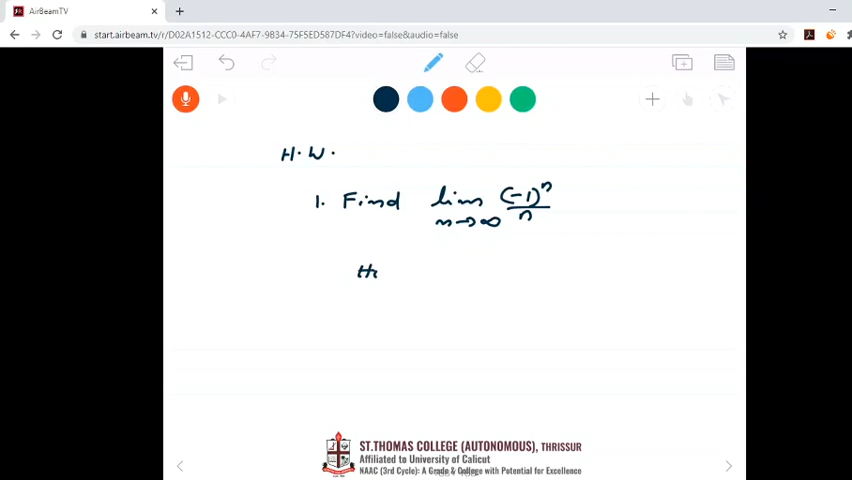 AirBeamTV
start.airbeam.tv/r/D02A1512-CCC0-4AF7-9834-75F5ED587DF4?video=false&audio=false
H. W.
1. Find lim (-1)^n / n
n→∞
Hi
ST.THOMAS COLLEGE (AUTONOMOUS), THRISSUR
Affiliated to University of Calicut
NAAC (3rd Cycle): A Grade & College with Potential for Excellence